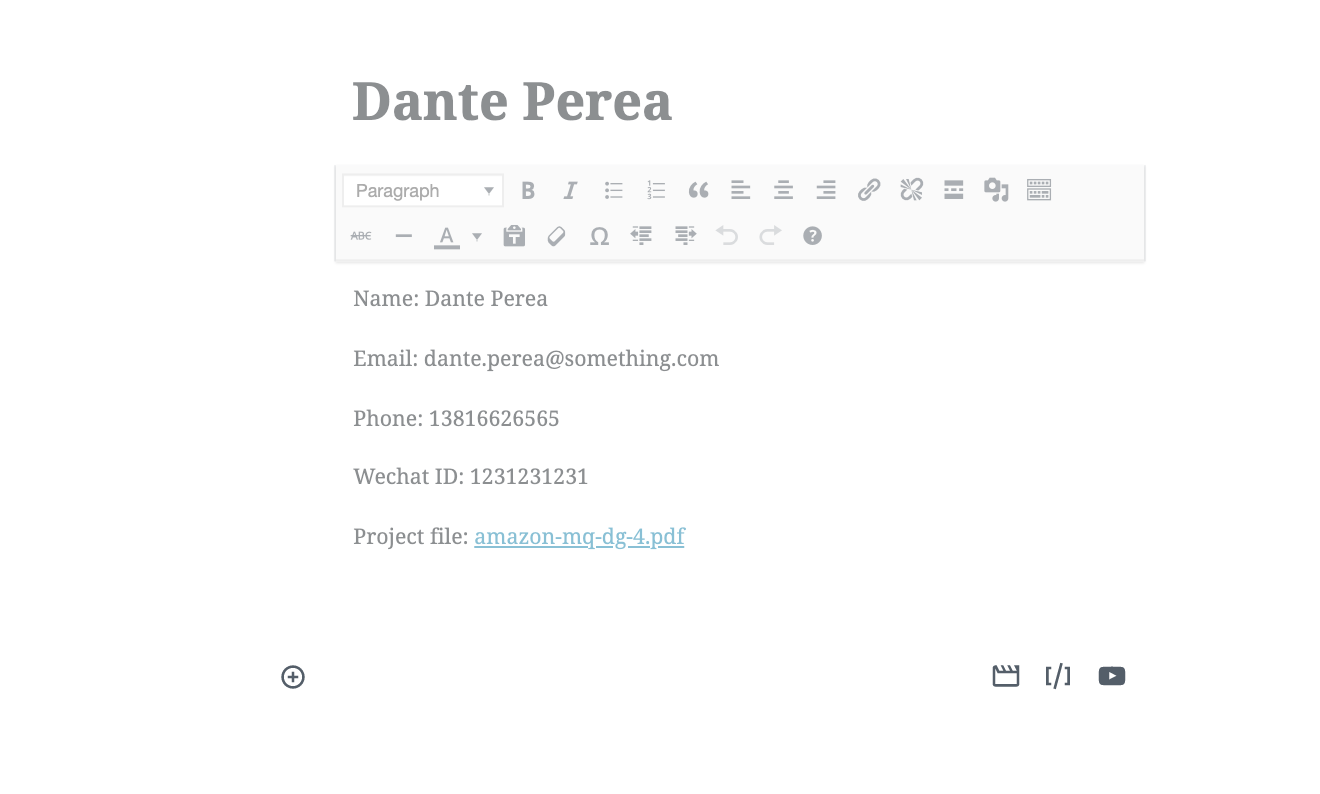 Dante Perea
Paragraph
ABC
Name: Dante Perea
Email: dante.perea@something.com
Phone: 13816626565
Wechat ID: 1231231231
Project file: amazon-mq-dg-4.pdf